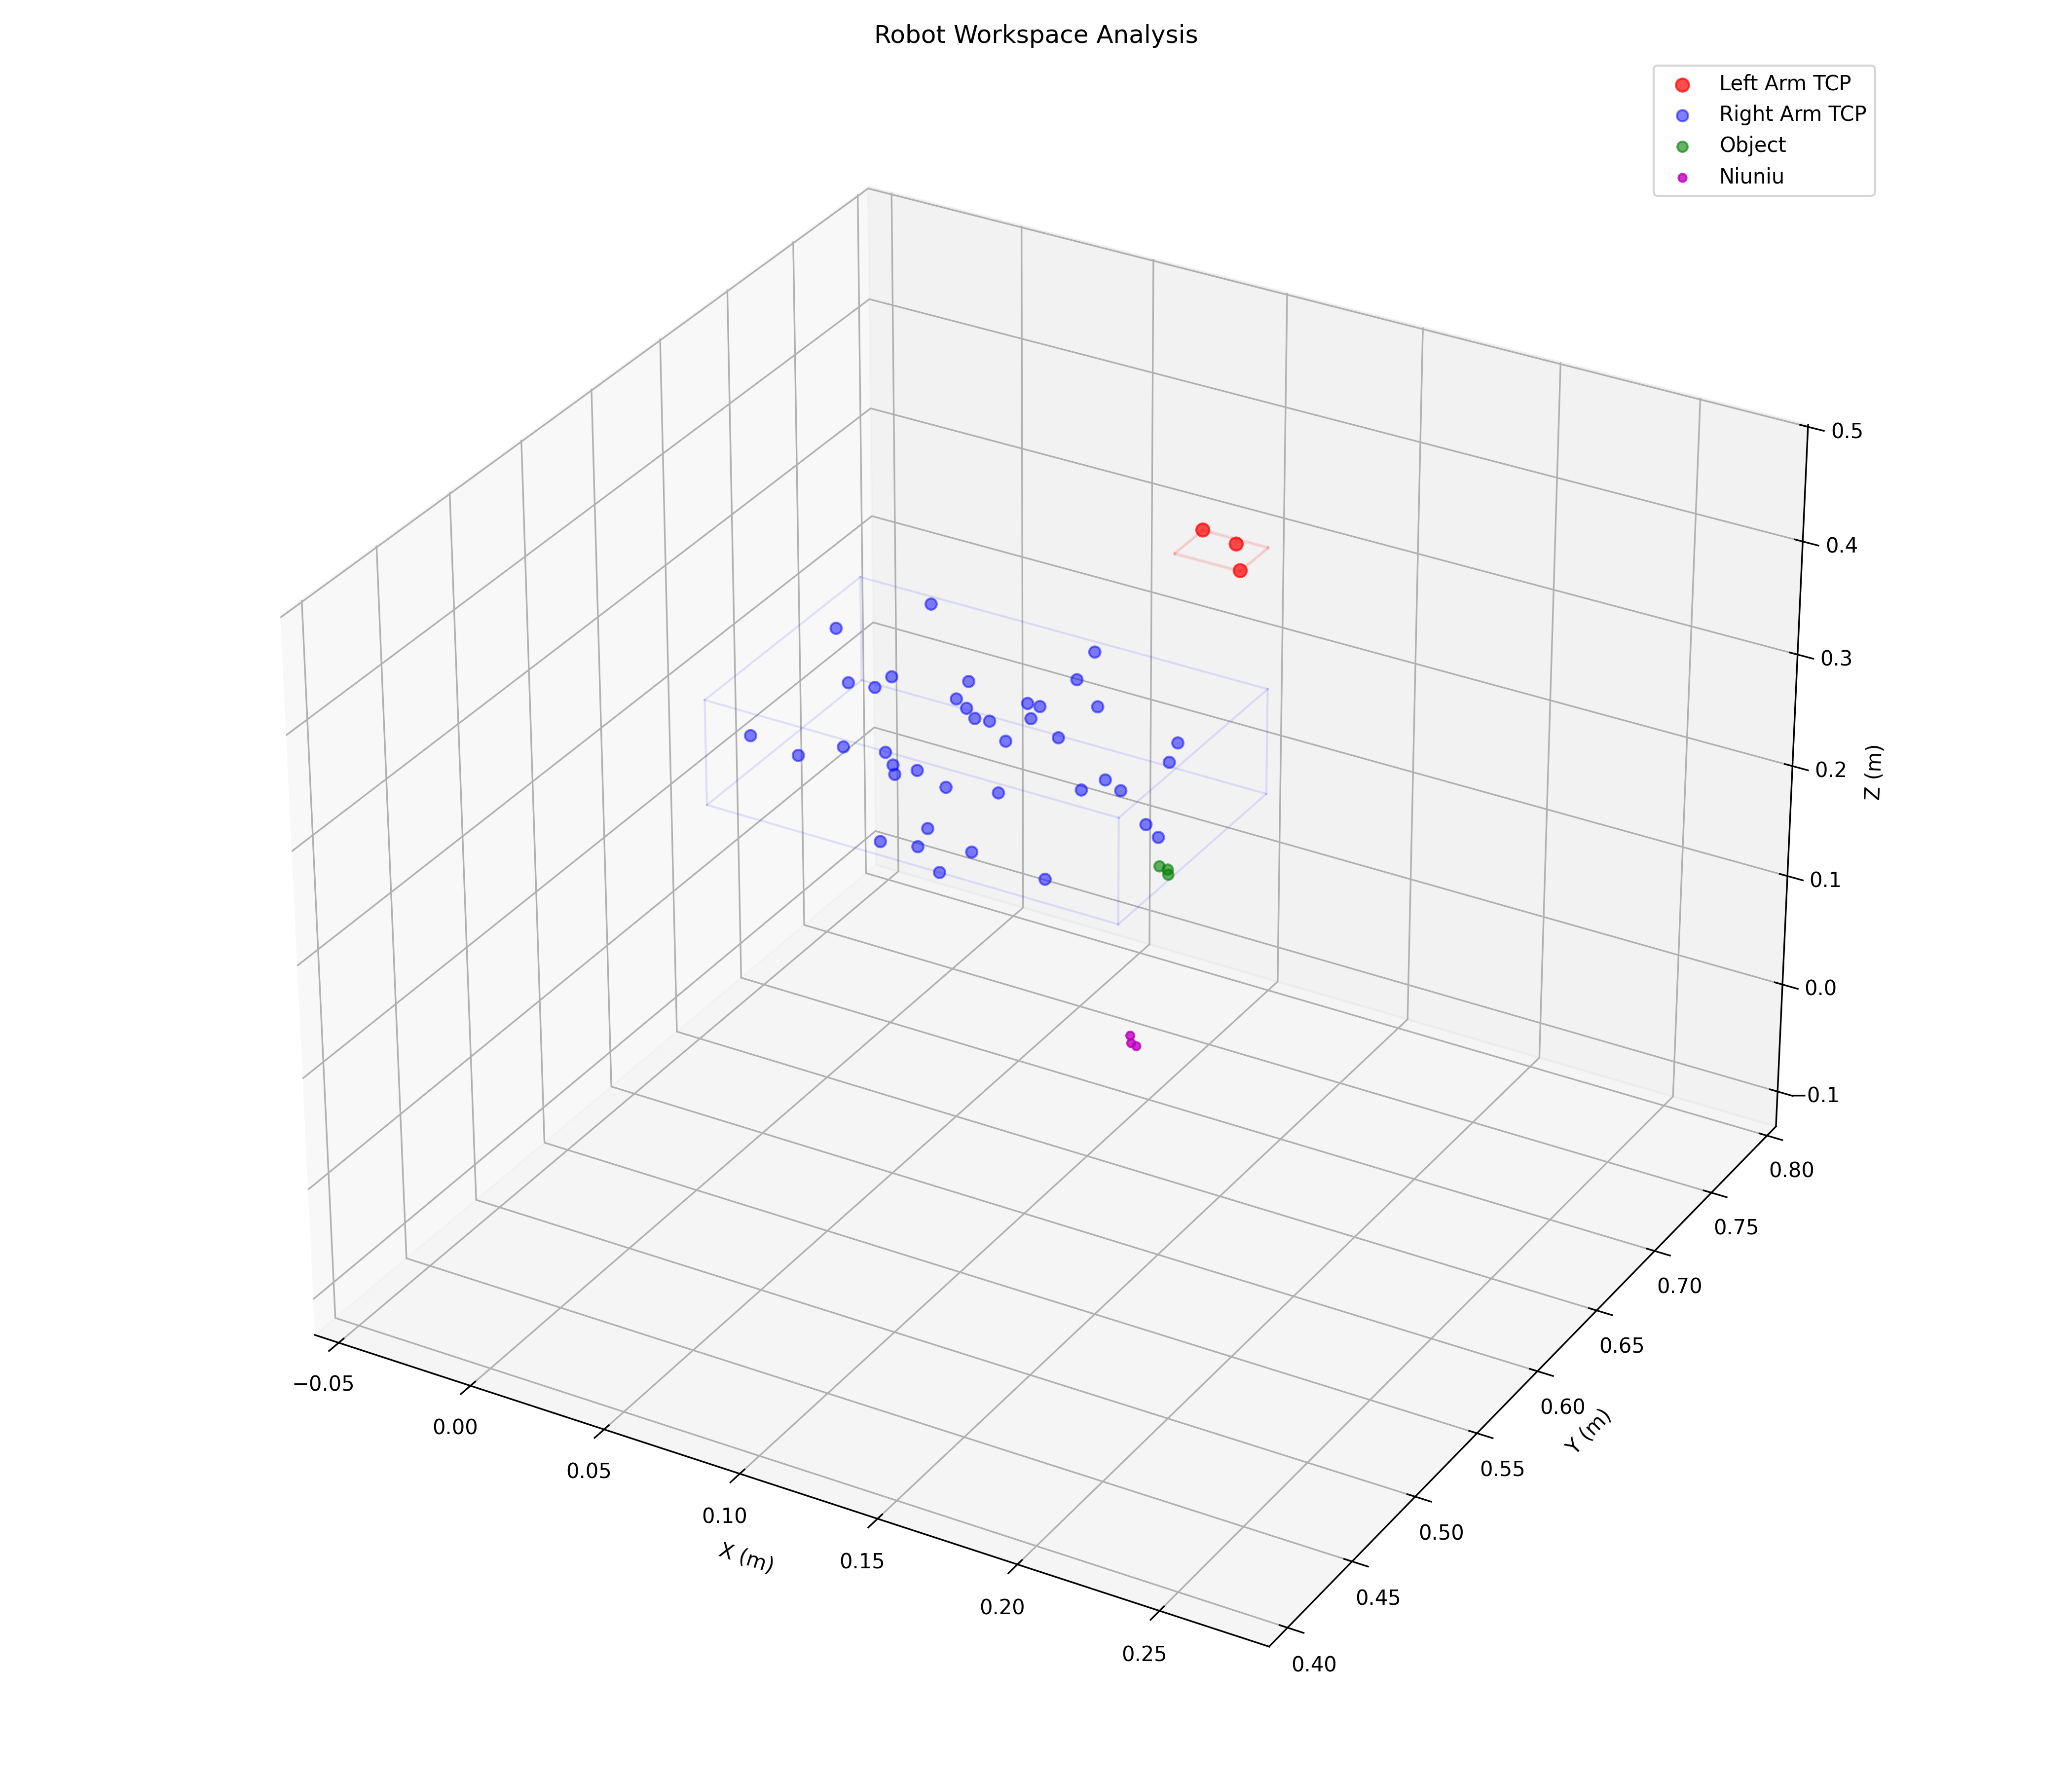 Robot Workspace Analysis
Left Arm TCP
Right Arm TCP
Object
Niuniu
0.5
0.4
0.3
0.2
0.1
0.0
−0.1
Z (m)
0.80
0.75
0.70
0.65
0.60
0.55
0.50
0.45
0.40
Y (m)
−0.05
0.00
0.05
0.10
0.15
0.20
0.25
X (m)